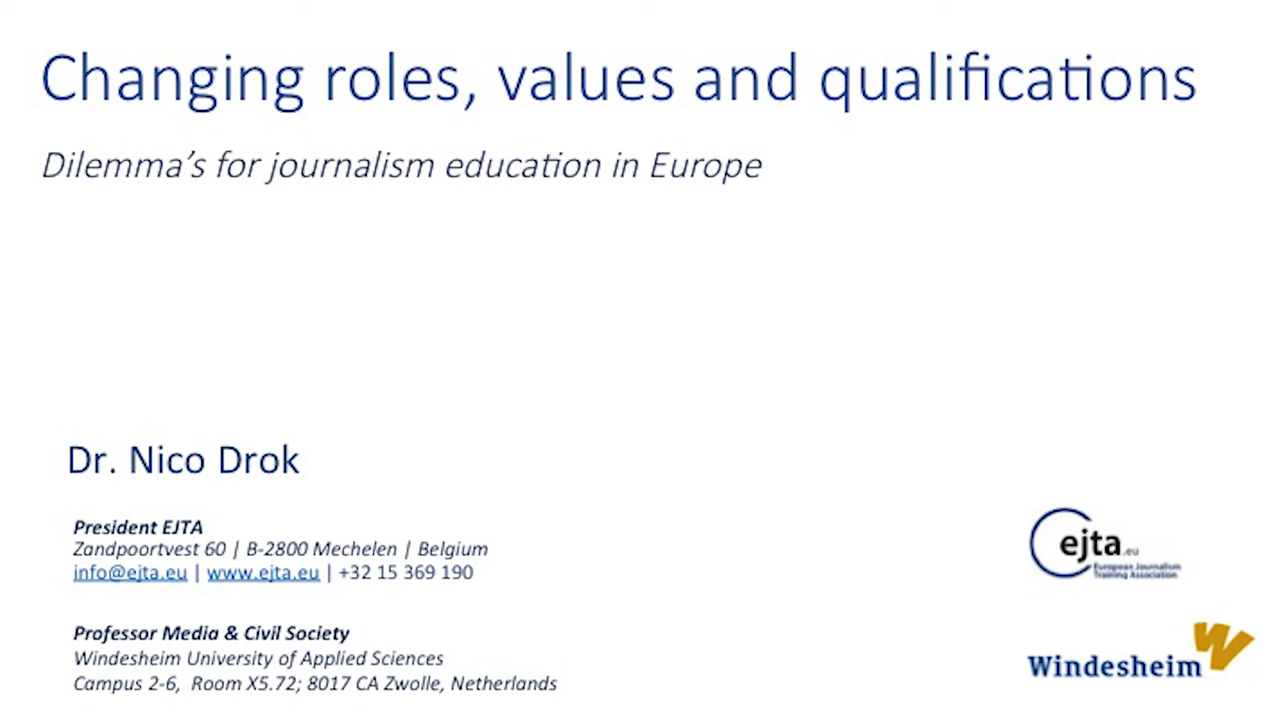 Changing roles, values and qualifications
Dilemma's for journalism education in Europe
Dr. Nico Drok
President EJTA
Zandpoortvest 60 | B-2800 Mechelen | Belgium
info@ejta.eu | www.ejta.eu | +32 15 369 190
ejta.eu
European Journalism
Training Association
Professor Media & Civil Society
Windesheim University of Applied Sciences
Campus 2-6, Room X5.72; 8017 CA Zwolle, Netherlands
Windesheim